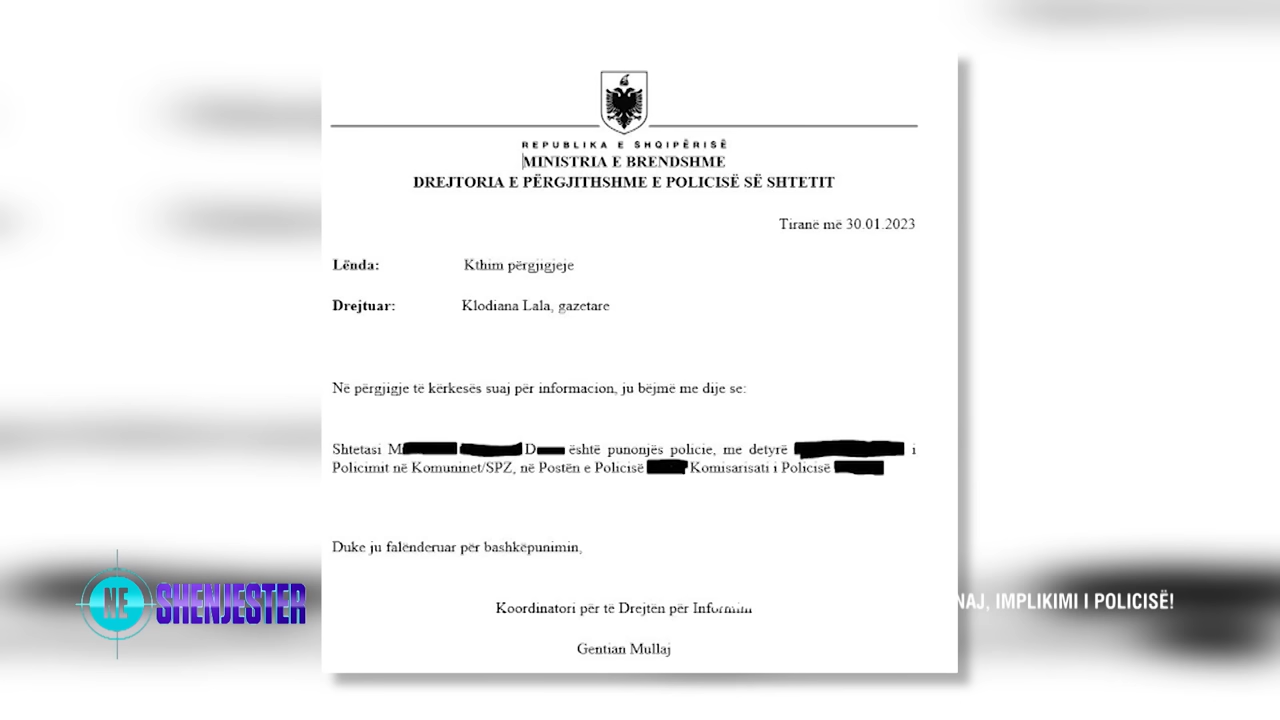 REPUBLIKA E SHQIPËRISË
MINISTRIA E BRENDSHME
DREJTORIA E PËRGJITHSHME E POLICISË SË SHTETIT
Tiranë më 30.01.2023
Lënda: Kthim përgjigjeje
Drejtuar: Klodiana Lala, gazetare
Në përgjigje të kërkesës suaj për informacion, ju bëjmë me dije se:
Shtetasi M D është punonjës policie, me detyrë i
Policimit në Komuninet/SPZ, në Postën e Policisë Komisarisati i Policisë
Duke ju falënderuar për bashkëpunimin,
NË SHENJESTER
NAJ, IMPLIKIMI I POLICISË!
Koordinatori për të Drejtën për Informim
Gentian Mullaj